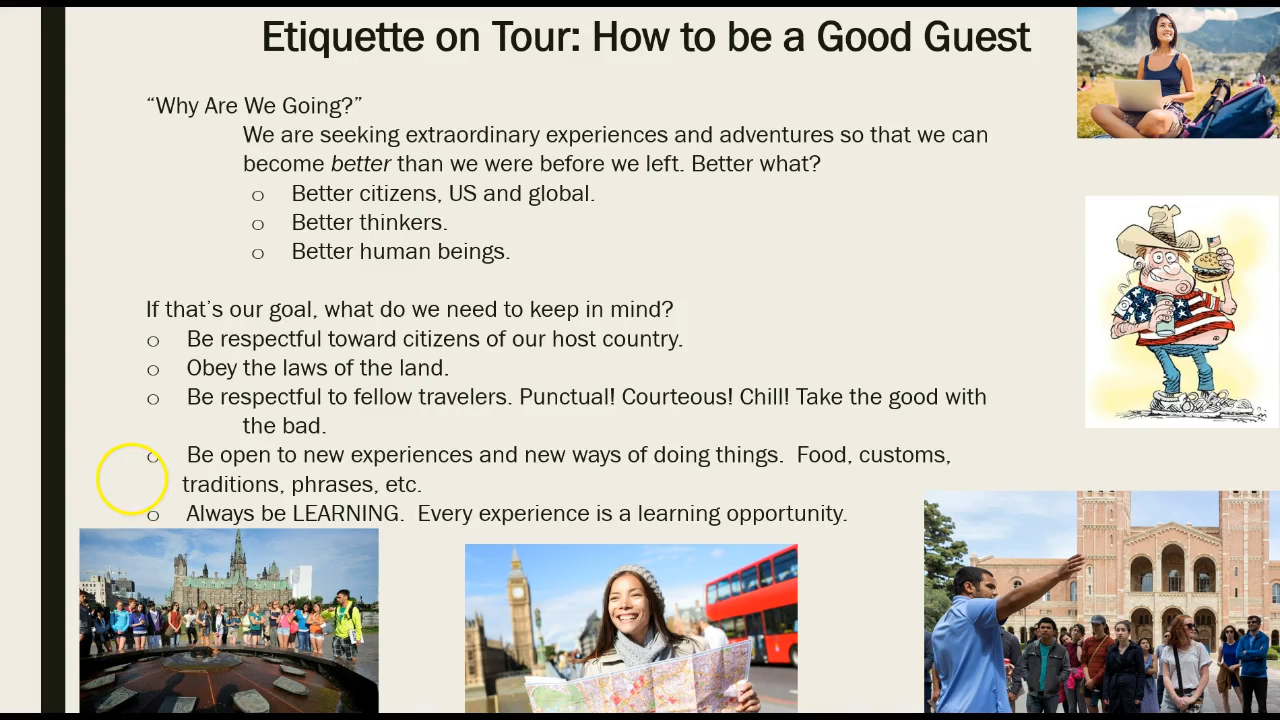 Etiquette on Tour: How to be a Good Guest
“Why Are We Going?”
We are seeking extraordinary experiences and adventures so that we can
become better than we were before we left. Better what?
o Better citizens, US and global.
o Better thinkers.
o Better human beings.
If that’s our goal, what do we need to keep in mind?
o Be respectful toward citizens of our host country.
o Obey the laws of the land.
o Be respectful to fellow travelers. Punctual! Courteous! Chill! Take the good with
the bad.
o Be open to new experiences and new ways of doing things. Food, customs,
traditions, phrases, etc.
o Always be LEARNING. Every experience is a learning opportunity.